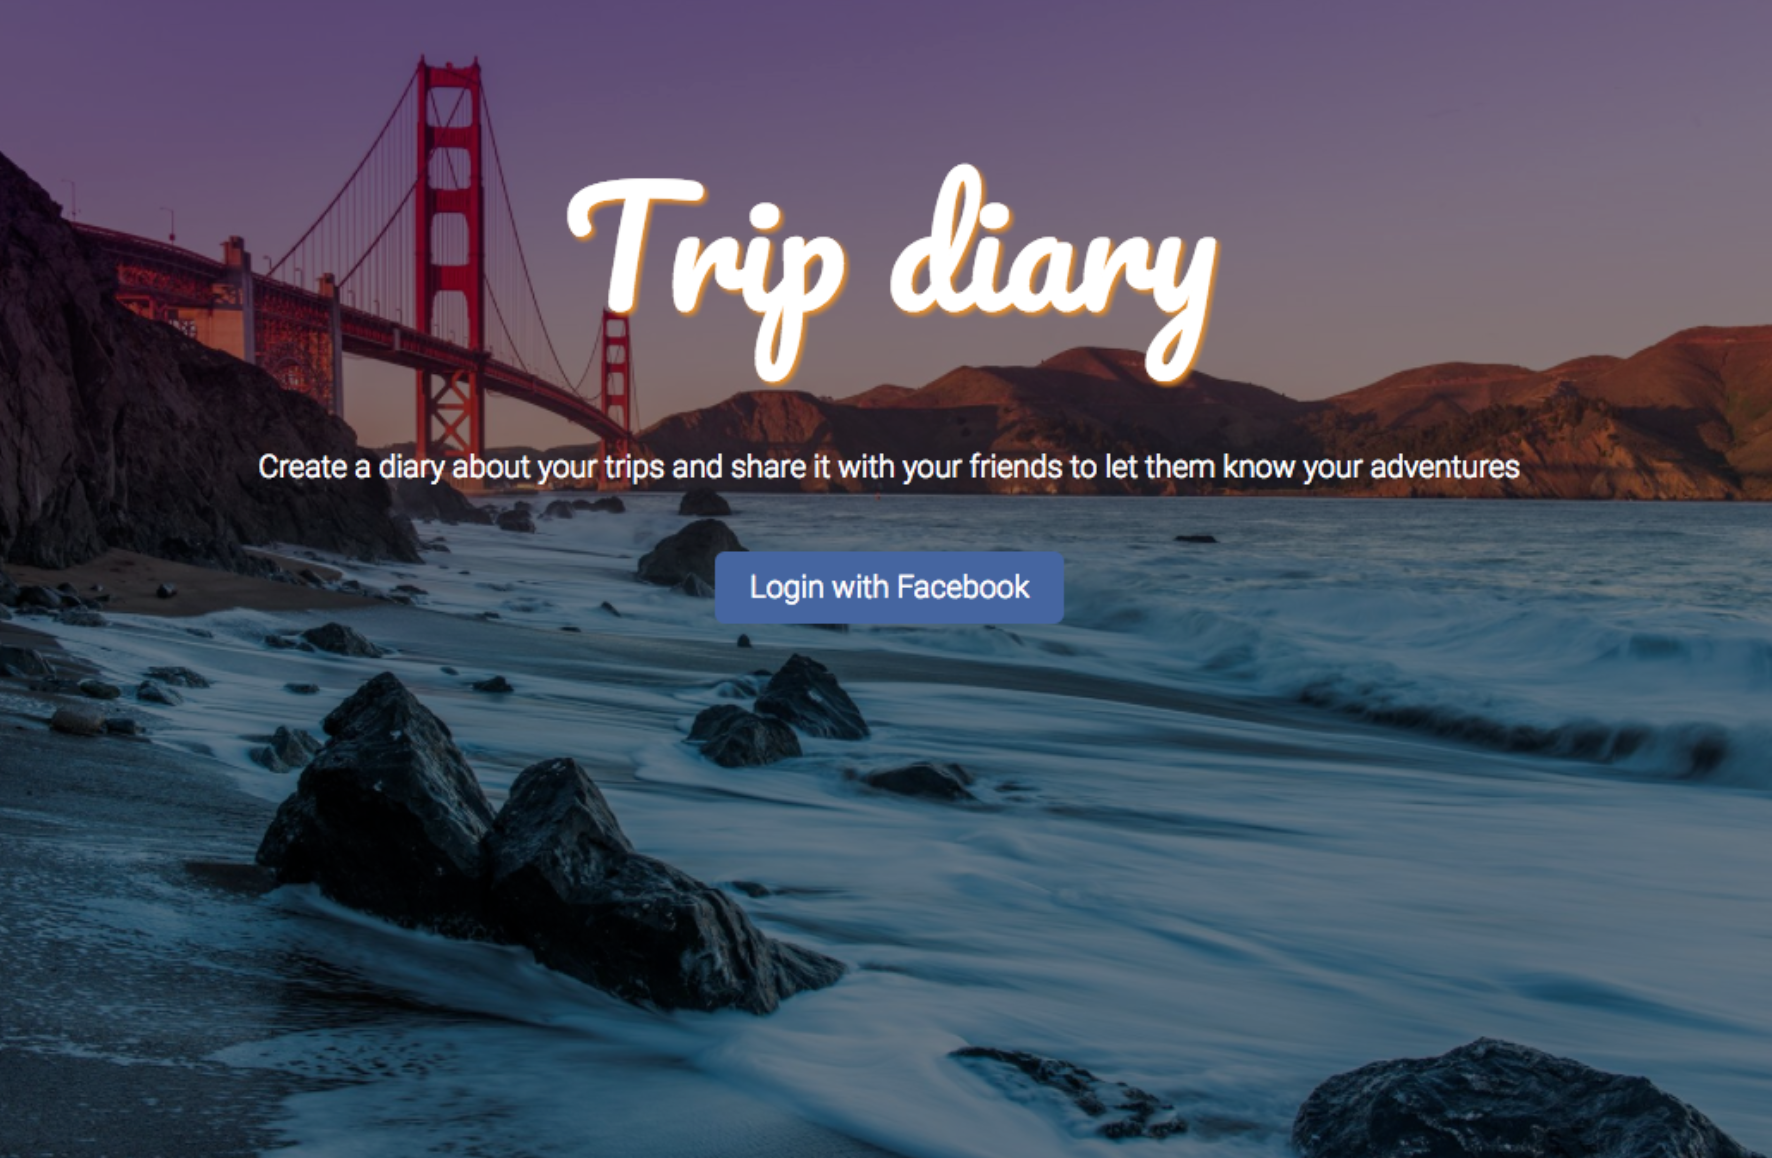 Trip diary
Create a diary about your trips and share it with your friends to let them know your adventures
Login with Facebook